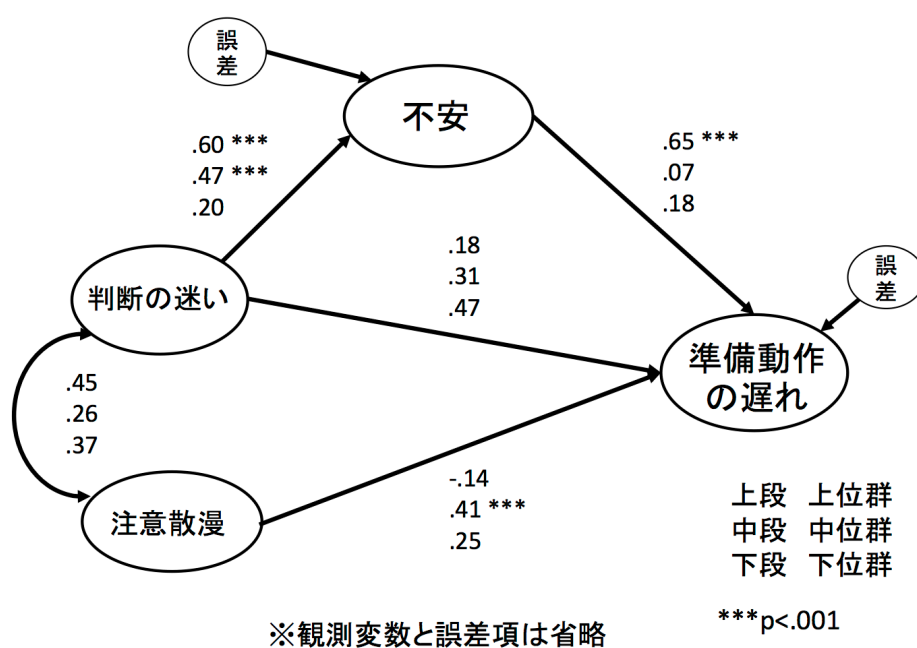 誤
差
不安
.60 ***
.47 ***
.20
.65 ***
.07
.18
.18
.31
.47
誤
差
判断の迷い
準備動作
の遅れ
.45
.26
.37
-.14
.41 ***
.25
注意散漫
上段 上位群
中段 中位群
下段 下位群
***p<.001
※観測変数と誤差項は省略